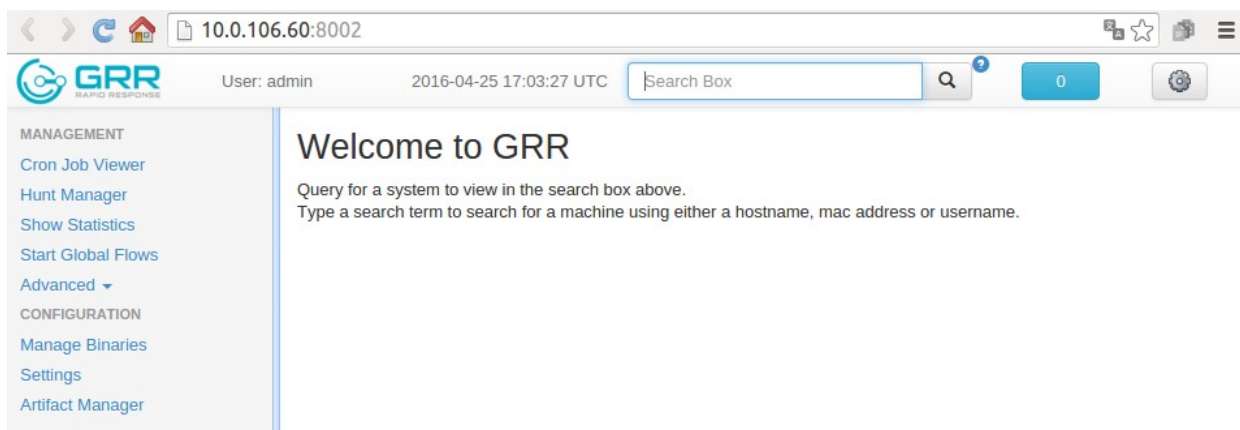 10.0.106.60:8002
GRR
RAPID RESPONSE
User: admin
2016-04-25 17:03:27 UTC
Search Box
?
0
MANAGEMENT
Cron Job Viewer
Hunt Manager
Show Statistics
Start Global Flows
Advanced
CONFIGURATION
Manage Binaries
Settings
Artifact Manager
Welcome to GRR
Query for a system to view in the search box above.
Type a search term to search for a machine using either a hostname, mac address or username.